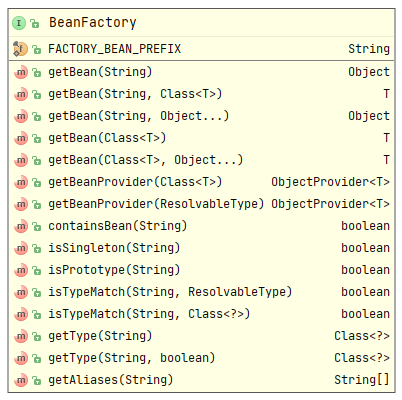 I BeanFactory
f FACTORY_BEAN_PREFIX String
m getBean(String) Object
m getBean(String, Class<T>) T
m getBean(String, Object...) Object
m getBean(Class<T>) T
m getBean(Class<T>, Object...) T
m getBeanProvider(Class<T>) ObjectProvider<T>
m getBeanProvider(ResolvableType) ObjectProvider<T>
m containsBean(String) boolean
m isSingleton(String) boolean
m isPrototype(String) boolean
m isTypeMatch(String, ResolvableType) boolean
m isTypeMatch(String, Class<?>) boolean
m getType(String) Class<?>
m getType(String, boolean) Class<?>
m getAliases(String) String[]